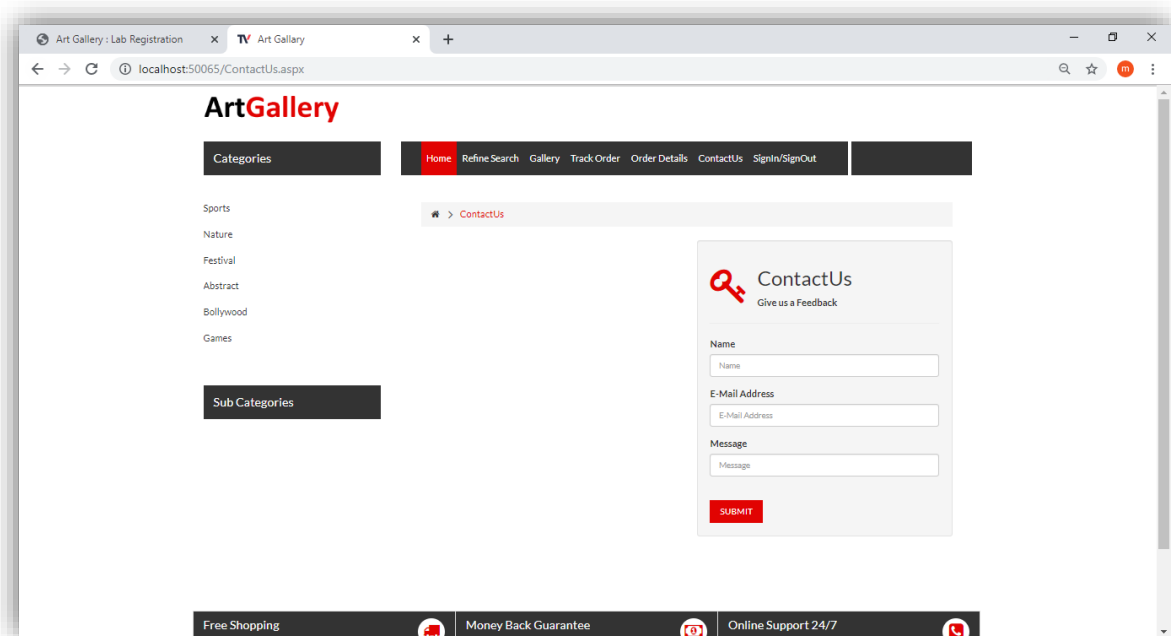 Art Gallery : Lab Registration
Art Gallary
localhost:50065/ContactUs.aspx
m
ArtGallery
Categories
Home Refine Search Gallery Track Order Order Details ContactUs SignIn/SignOut
Sports
Nature
Festival
Abstract
Bollywood
Games
Sub Categories
> ContactUs
ContactUs
Give us a Feedback
Name
Name
E-Mail Address
E-Mail Address
Message
Message
SUBMIT
Free Shopping
Money Back Guarantee
Online Support 24/7